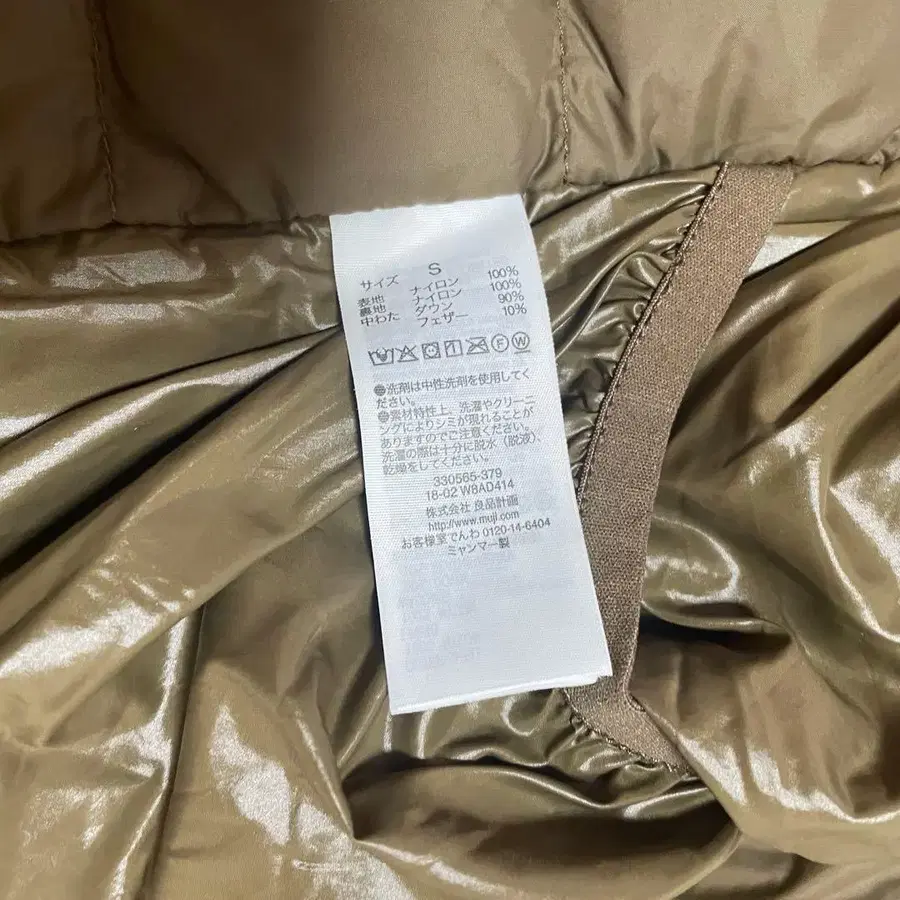 サイズ S
表地 ナイロン 100%
裏地 ナイロン 100%
中わた ダウン 90%
フェザー 10%
F W
●洗剤は中性洗剤を使用してく
ださい。
●素材特性上、洗濯やクリーニ
ングによりシミが現れることが
ありますのでご注意ください。
洗濯の際は十分に脱水(脱液)、
乾燥をしてください。
330565-379
18-02 W8AD414
株式会社 良品計画
http://www.muji.com
お客様室でんわ 0120-14-6404
ミャンマー製